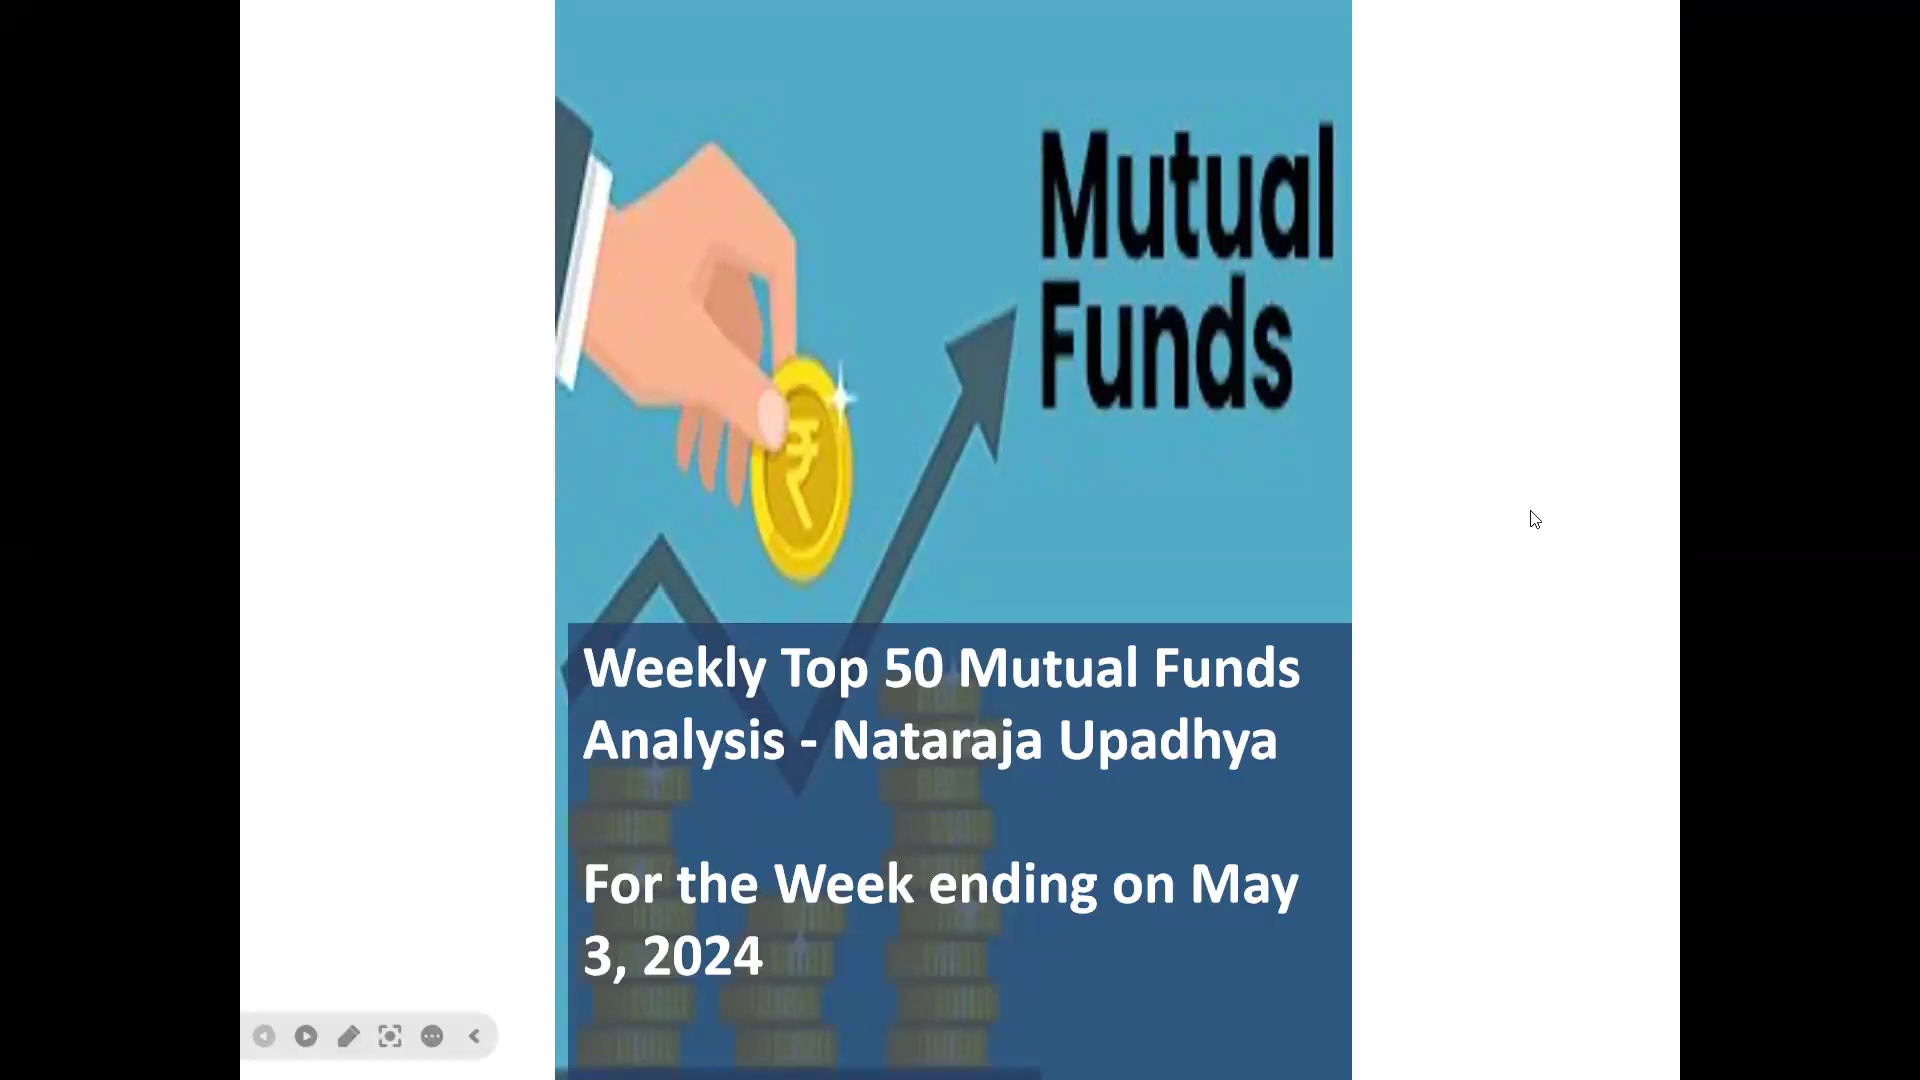 Mutual
Funds
₹
Weekly Top 50 Mutual Funds
Analysis - Nataraja Upadhya
For the Week ending on May
3, 2024